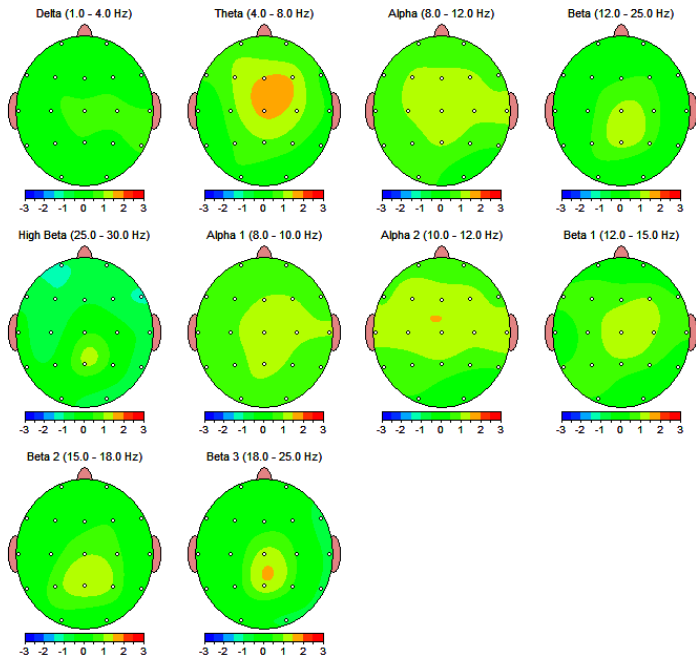 Delta (1.0 - 4.0 Hz) Theta (4.0 - 8.0 Hz) Alpha (8.0 - 12.0 Hz) Beta (12.0 - 25.0 Hz)
-3 -2 -1 0 1 2 3 -3 -2 -1 0 1 2 3 -3 -2 -1 0 1 2 3 -3 -2 -1 0 1 2 3
High Beta (25.0 - 30.0 Hz) Alpha 1 (8.0 - 10.0 Hz) Alpha 2 (10.0 - 12.0 Hz) Beta 1 (12.0 - 15.0 Hz)
-3 -2 -1 0 1 2 3 -3 -2 -1 0 1 2 3 -3 -2 -1 0 1 2 3 -3 -2 -1 0 1 2 3
Beta 2 (15.0 - 18.0 Hz) Beta 3 (18.0 - 25.0 Hz)
-3 -2 -1 0 1 2 3 -3 -2 -1 0 1 2 3